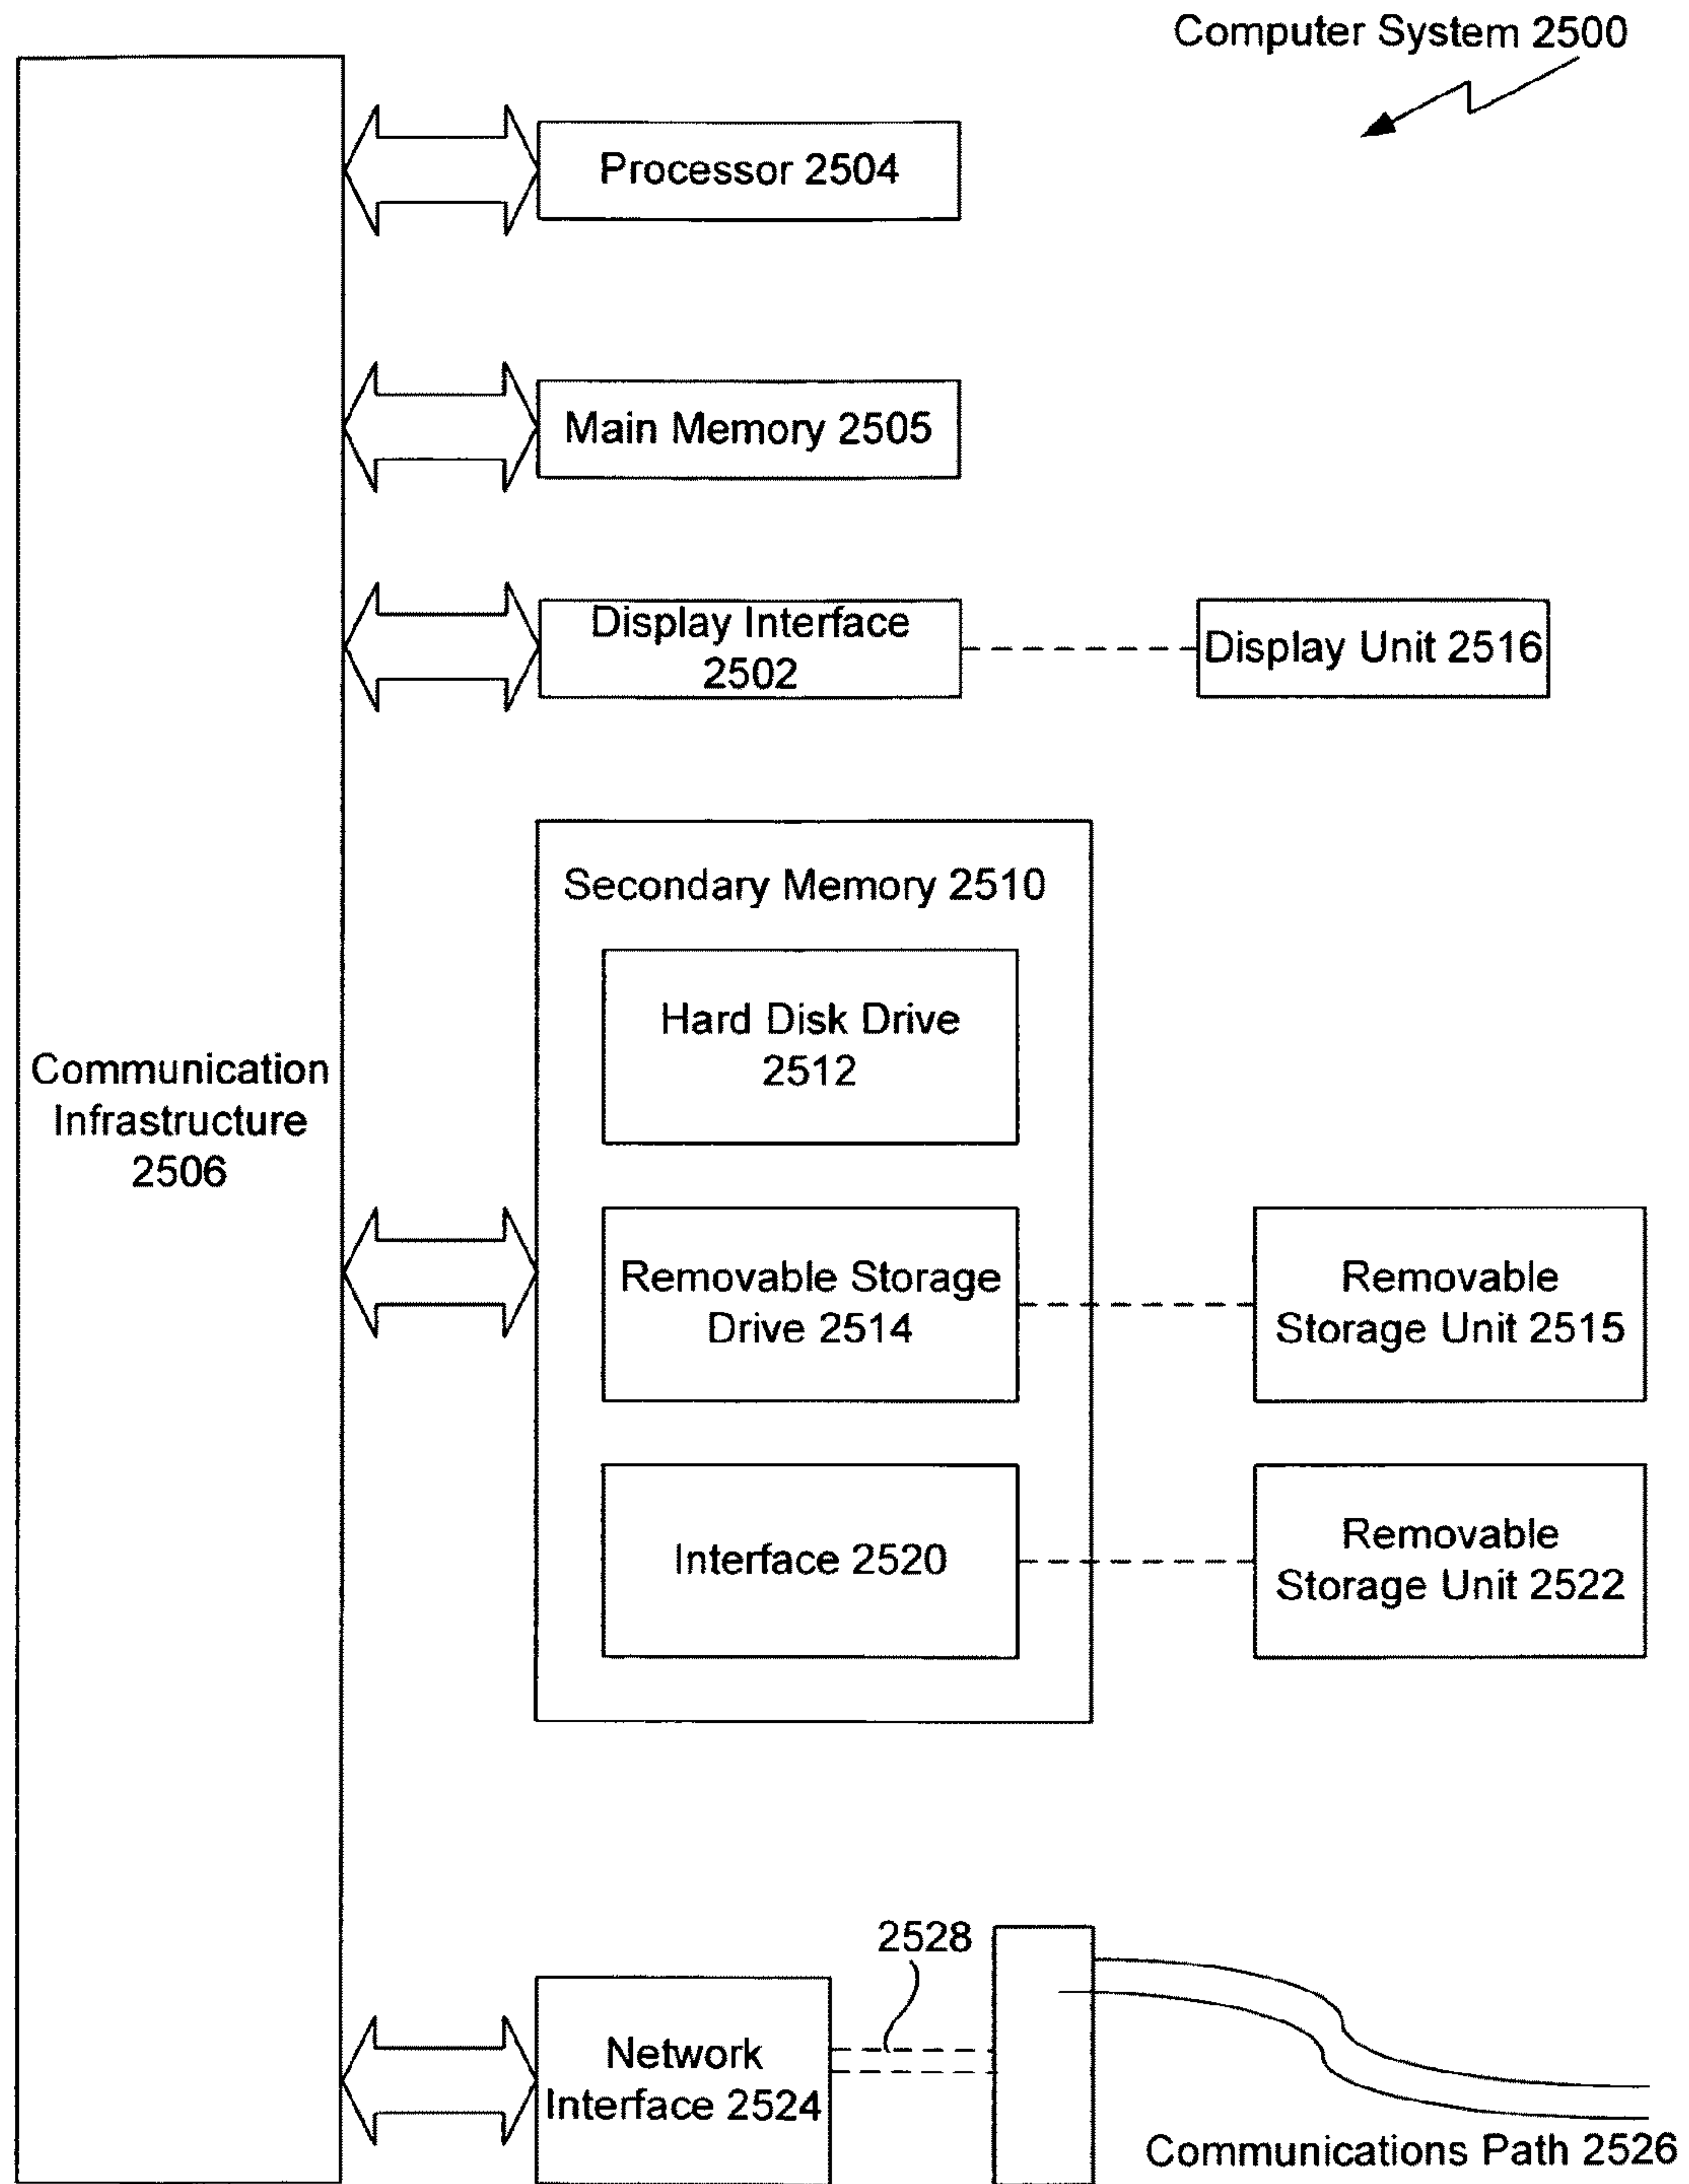 Computer System 2500
Processor 2504
Main Memory 2505
Display Interface
2502
Display Unit 2516
Secondary Memory 2510
Hard Disk Drive
2512
Communication
Infrastructure
2506
Removable Storage
Drive 2514
Removable
Storage Unit 2515
Interface 2520
Removable
Storage Unit 2522
2528
Network
Interface 2524
Communications Path 2526